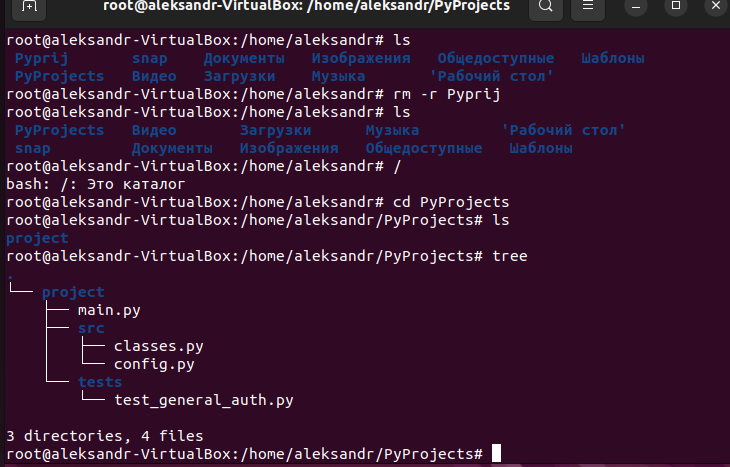 root@aleksandr-VirtualBox: /home/aleksandr/PyProjects
root@aleksandr-VirtualBox:/home/aleksandr# ls
Pyprij snap Документы Изображения Общедоступные Шаблоны
PyProjects Видео Загрузки Музыка 'Рабочий стол'
root@aleksandr-VirtualBox:/home/aleksandr# rm -r Pyprij
root@aleksandr-VirtualBox:/home/aleksandr# ls
PyProjects Видео Загрузки Музыка 'Рабочий стол'
snap Документы Изображения Общедоступные Шаблоны
root@aleksandr-VirtualBox:/home/aleksandr# /
bash: /: Это каталог
root@aleksandr-VirtualBox:/home/aleksandr# cd PyProjects
root@aleksandr-VirtualBox:/home/aleksandr/PyProjects# ls
project
root@aleksandr-VirtualBox:/home/aleksandr/PyProjects# tree
.
└── project
    ├── main.py
    ├── src
    │   ├── classes.py
    │   └── config.py
    └── tests
        └── test_general_auth.py
3 directories, 4 files
root@aleksandr-VirtualBox:/home/aleksandr/PyProjects#